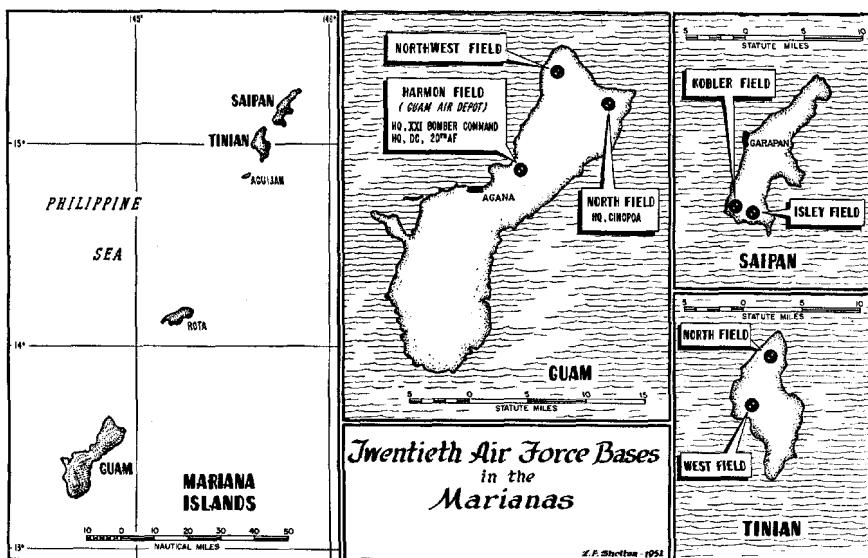 145°
146°
SAIPAN
TINIAN
15°
AGUIJAN
PHILIPPINE
SEA
ROTA
14°
GUAM
MARIANA
ISLANDS
10 0 10 20 30 40 50
NAUTICAL MILES
13°
NORTHWEST FIELD
HARMON FIELD
(GUAM AIR DEPOT)
HQ, XXI BOMBER COMMAND
HQ, DC, 20TH AF
AGANA
NORTH FIELD
HQ, CINCPOA
GUAM
5 0 5 10 15
STATUTE MILES
Twentieth Air Force Bases
in the
Marianas
Z.F. Shelton - 1952
5 0 5 10
STATUTE MILES
KOBLER FIELD
GARAPAN
ISLEY FIELD
SAIPAN
5 0 5 10
STATUTE MILES
NORTH FIELD
WEST FIELD
TINIAN